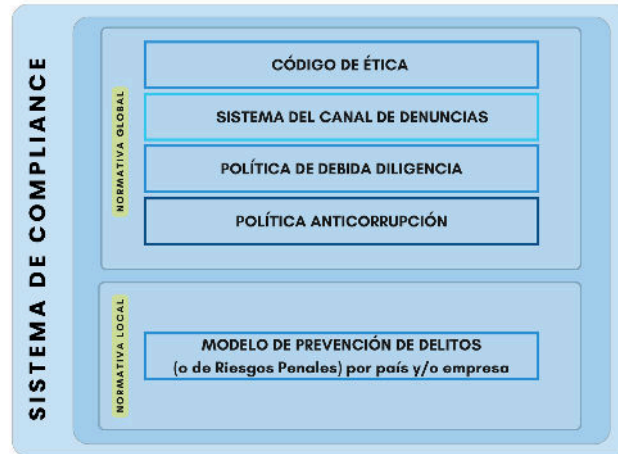 SISTEMA DE COMPLIANCE
NORMATIVA GLOBAL
CÓDIGO DE ÉTICA
SISTEMA DEL CANAL DE DENUNCIAS
POLÍTICA DE DEBIDA DILIGENCIA
POLÍTICA ANTICORRUPCIÓN
NORMATIVA LOCAL
MODELO DE PREVENCIÓN DE DELITOS
(o de Riesgos Penales) por país y/o empresa